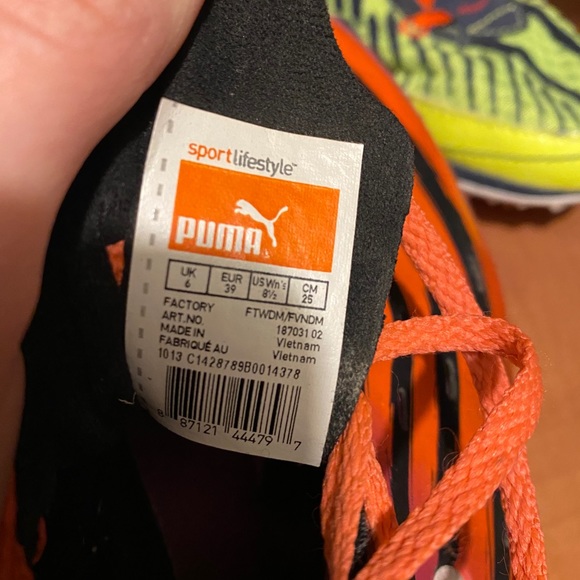 sportlifestyle™
PUMA
UK EUR US Wn's CM
6 39 8½ 25
FACTORY FTWDM/FVNDM
ART.NO. 187031 02
MADE IN Vietnam
FABRIQUÉ AU Vietnam
1013 C1428789B0014378
8 87121 44479 7